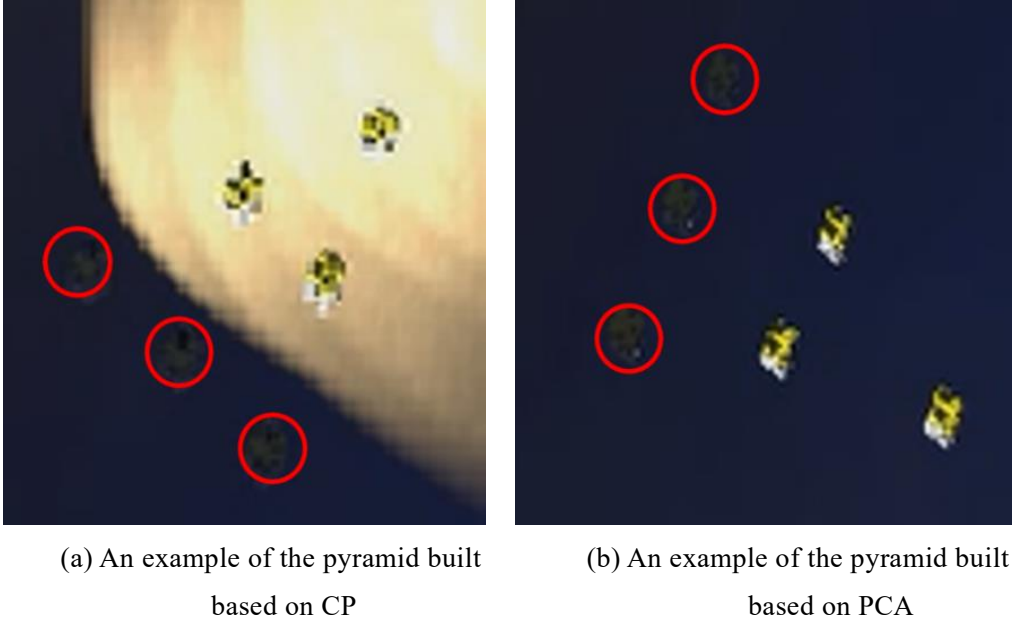 (a) An example of the pyramid built
based on CP
(b) An example of the pyramid built
based on PCA